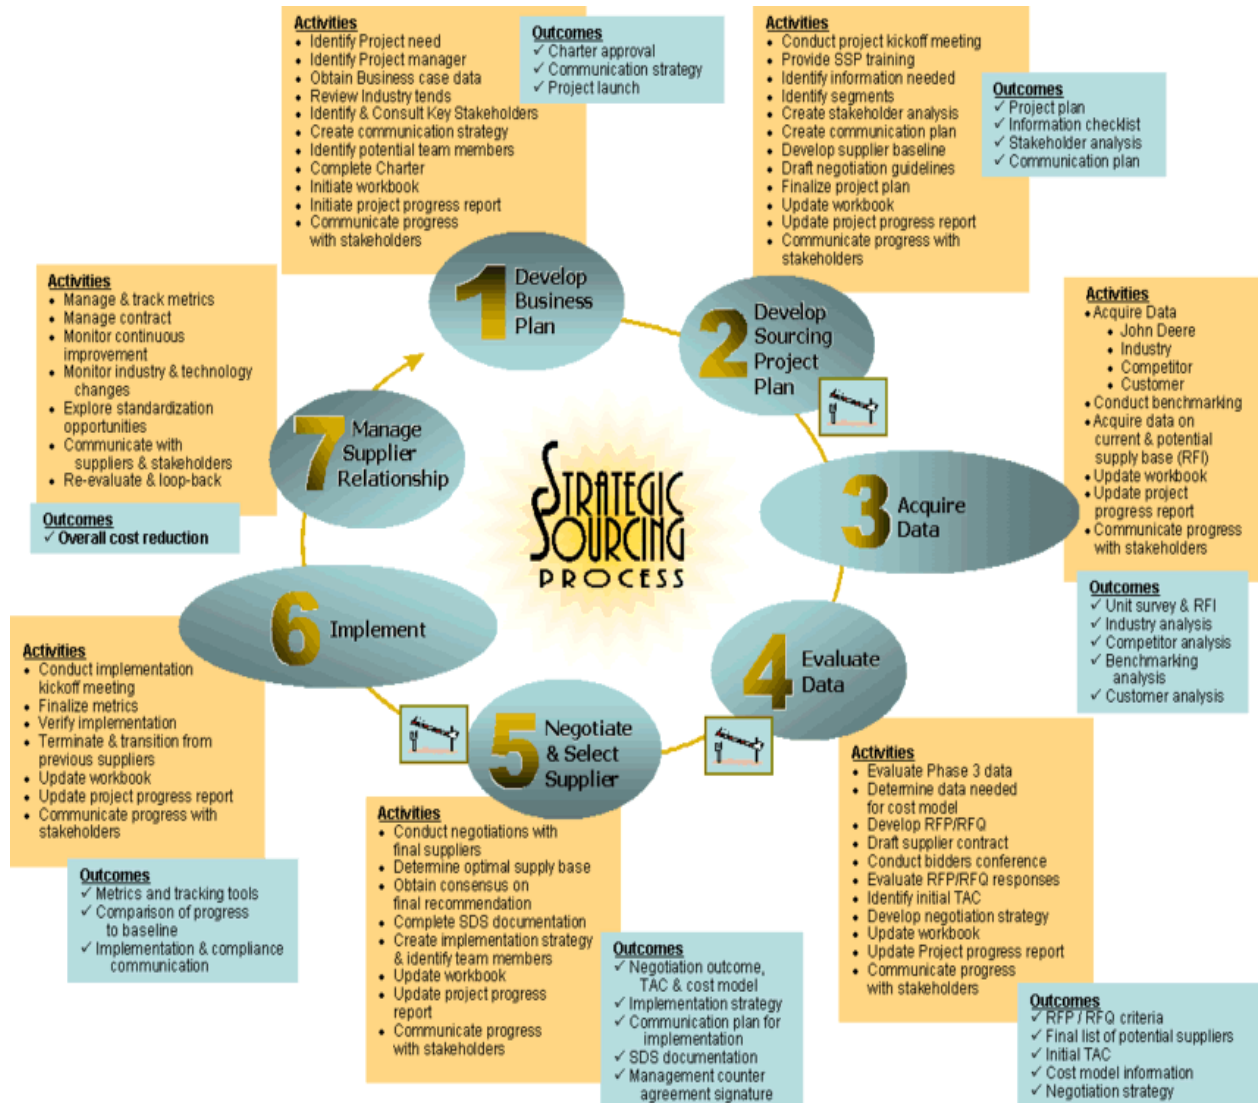 Activities
• Identify Project need
• Identify Project manager
• Obtain Business case data
• Review Industry tends
• Identify & Consult Key Stakeholders
• Create communication strategy
• Identify potential team members
• Complete Charter
• Initiate workbook
• Initiate project progress report
• Communicate progress
with stakeholders
Outcomes
✓ Charter approval
✓ Communication strategy
✓ Project launch
1 Develop
Business
Plan
Activities
• Conduct project kickoff meeting
• Provide SSP training
• Identify information needed
• Identify segments
• Create stakeholder analysis
• Create communication plan
• Develop supplier baseline
• Draft negotiation guidelines
• Finalize project plan
• Update workbook
• Update project progress report
• Communicate progress with
stakeholders
Outcomes
✓ Project plan
✓ Information checklist
✓ Stakeholder analysis
✓ Communication plan
2 Develop
Sourcing
Project
Plan
Activities
• Acquire Data
• John Deere
• Industry
• Competitor
• Customer
• Conduct benchmarking
• Acquire data on
current & potential
supply base (RFI)
• Update workbook
• Update project
progress report
• Communicate progress
with stakeholders
Outcomes
✓ Unit survey & RFI
✓ Industry analysis
✓ Competitor analysis
✓ Benchmarking
analysis
✓ Customer analysis
3 Acquire
Data
STRATEGIC
SOURCING
PROCESS
4 Evaluate
Data
Activities
• Evaluate Phase 3 data
• Determine data needed
for cost model
• Develop RFP/RFQ
• Draft supplier contract
• Conduct bidders conference
• Evaluate RFP/RFQ responses
• Identify initial TAC
• Develop negotiation strategy
• Update workbook
• Update Project progress report
• Communicate progress
with stakeholders
Outcomes
✓ RFP / RFQ criteria
✓ Final list of potential suppliers
✓ Initial TAC
✓ Cost model information
✓ Negotiation strategy
5 Negotiate
& Select
Supplier
Activities
• Conduct negotiations with
final suppliers
• Determine optimal supply base
• Obtain consensus on
final recommendation
• Complete SDS documentation
• Create implementation strategy
& identify team members
• Update workbook
• Update project progress
report
• Communicate progress
with stakeholders
Outcomes
✓ Negotiation outcome,
TAC & cost model
✓ Implementation strategy
✓ Communication plan for
implementation
✓ SDS documentation
✓ Management counter
agreement signature
6 Implement
Activities
• Conduct implementation
kickoff meeting
• Finalize metrics
• Verify implementation
• Terminate & transition from
previous suppliers
• Update workbook
• Update project progress report
• Communicate progress with
stakeholders
Outcomes
✓ Metrics and tracking tools
✓ Comparison of progress
to baseline
✓ Implementation & compliance
communication
7 Manage
Supplier
Relationship
Activities
• Manage & track metrics
• Manage contract
• Monitor continuous
improvement
• Monitor industry & technology
changes
• Explore standardization
opportunities
• Communicate with
suppliers & stakeholders
• Re-evaluate & loop-back
Outcomes
✓ Overall cost reduction